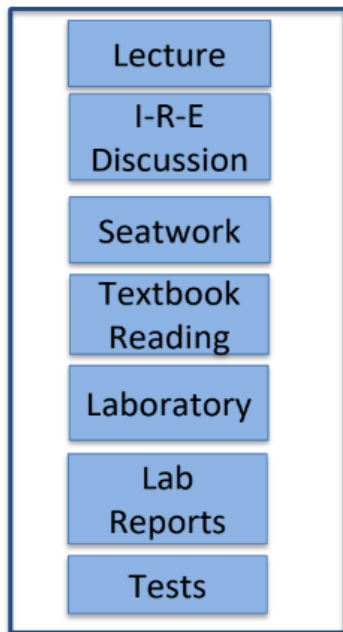 Lecture
I-R-E
Discussion
Seatwork
Textbook
Reading
Laboratory
Lab
Reports
Tests